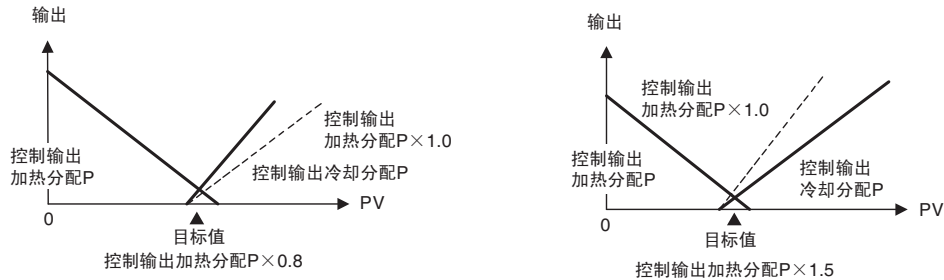 输出
控制输出
加热分配P×1.0
控制输出
加热分配P
控制输出冷却分配P
0
PV
目标值
控制输出加热分配P×0.8
输出
控制输出
加热分配P×1.0
控制输出
加热分配P
控制输出
冷却分配P
0
PV
目标值
控制输出加热分配P×1.5